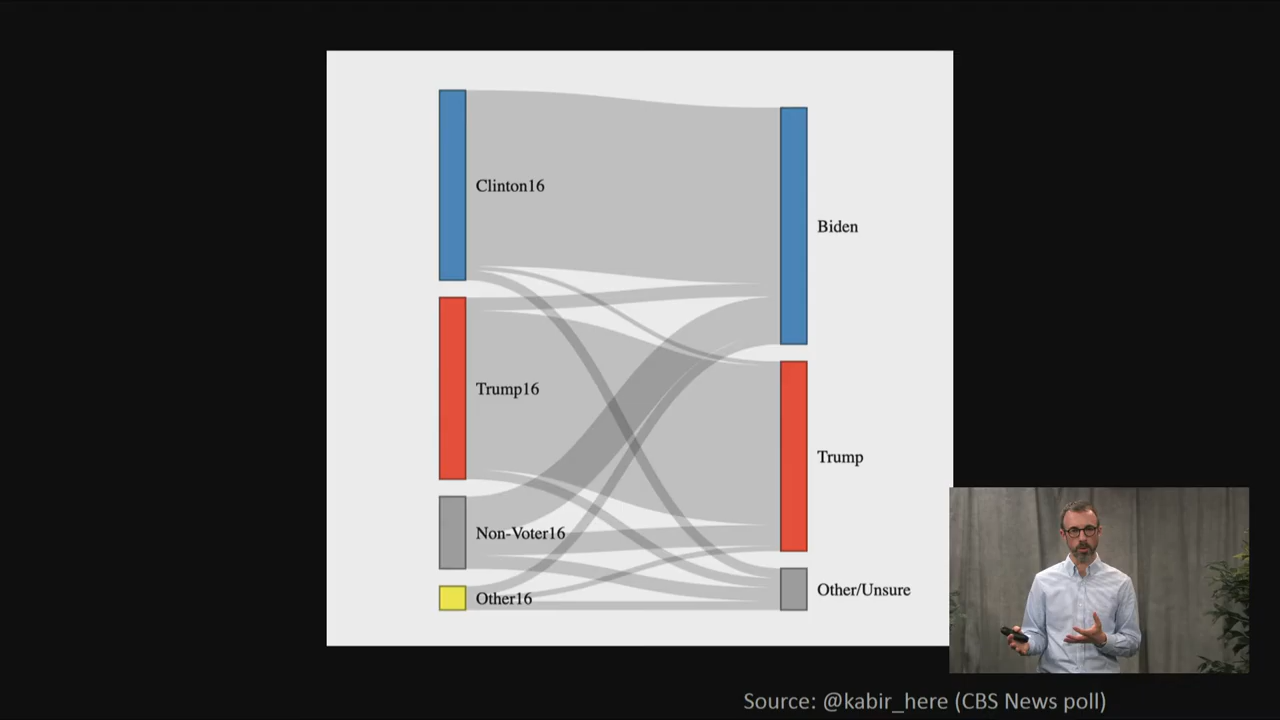 Clinton16
Biden
Trump16
Trump
Non-Voter16
Other/Unsure
Other16
Source: @kabir_here (CBS News poll)